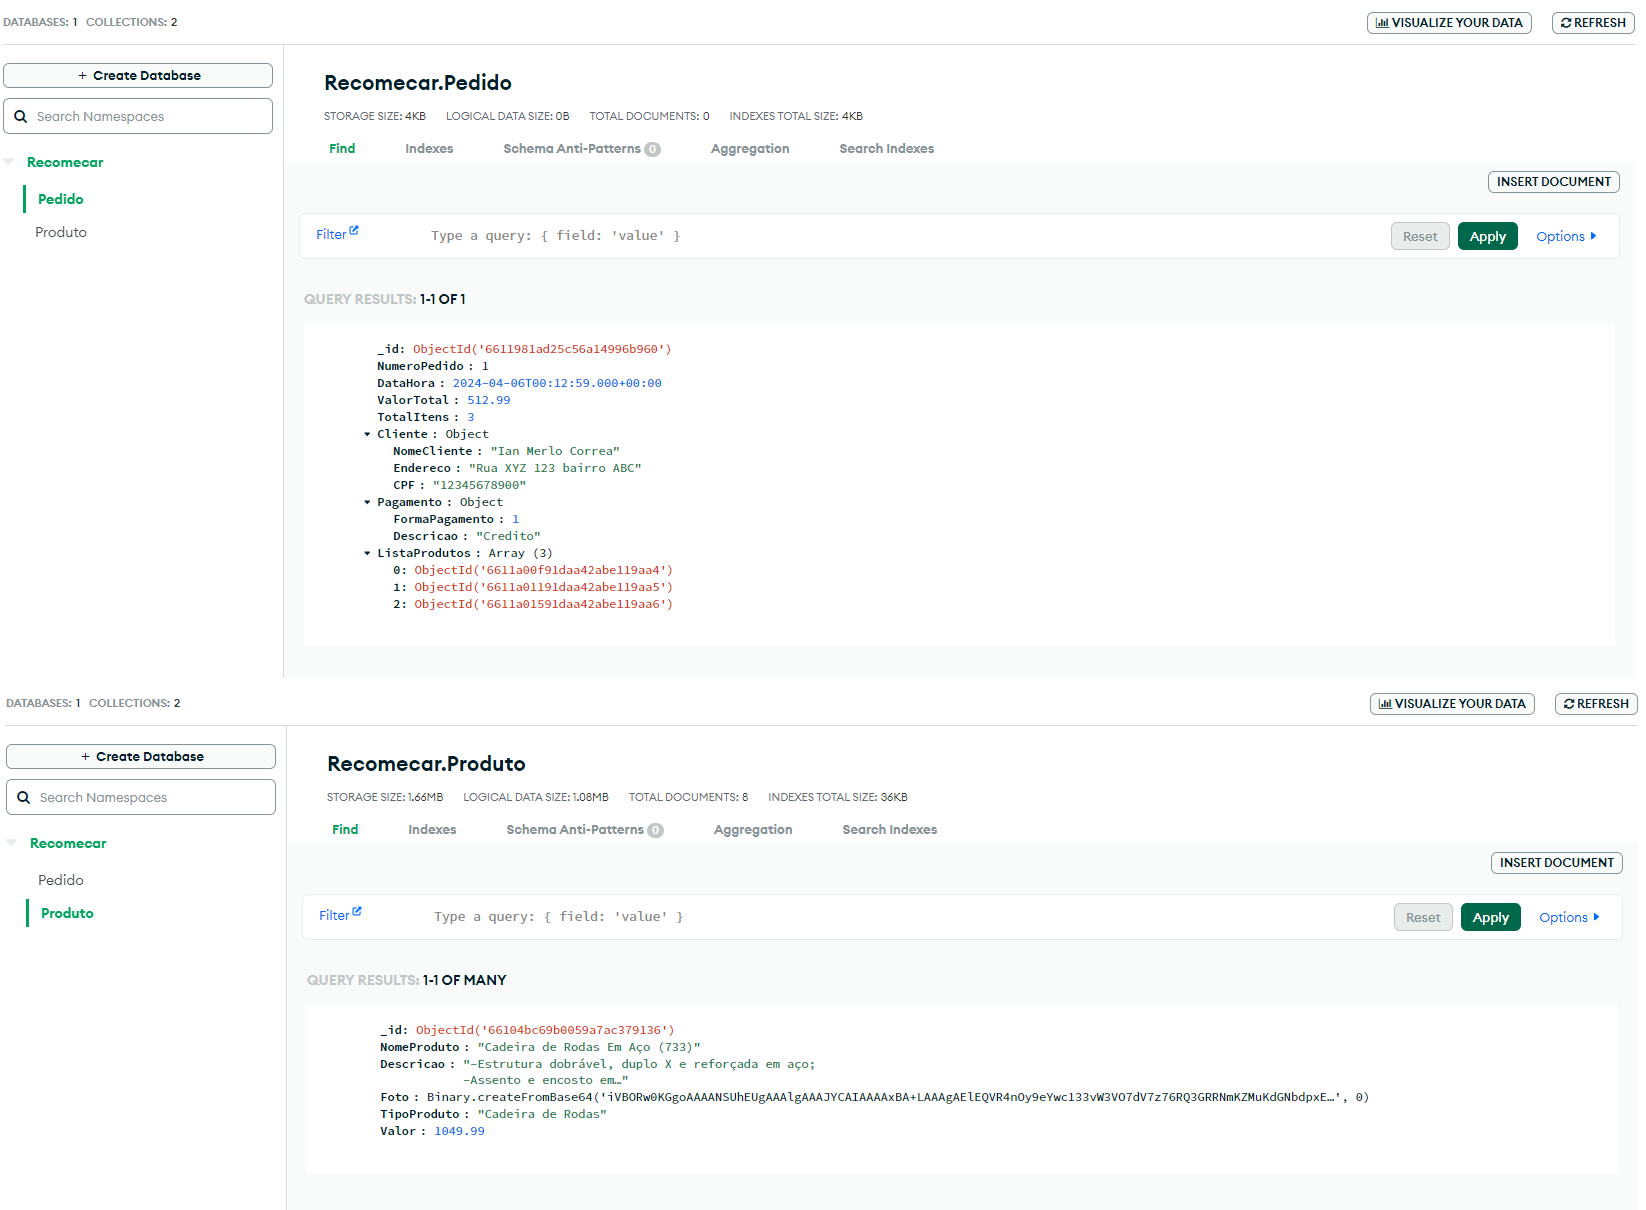 DATABASES: 1 COLLECTIONS: 2
VISUALIZE YOUR DATA
REFRESH
+ Create Database
Search Namespaces
Recomecar
Pedido
Produto
Recomecar.Pedido
STORAGE SIZE: 4KB LOGICAL DATA SIZE: 0B TOTAL DOCUMENTS: 0 INDEXES TOTAL SIZE: 4KB
Find Indexes Schema Anti-Patterns 0 Aggregation Search Indexes
INSERT DOCUMENT
Filter Type a query: { field: 'value' } Reset Apply Options
QUERY RESULTS: 1-1 OF 1
_id: ObjectId('6611981ad25c56a14996b960')
NumeroPedido : 1
DataHora : 2024-04-06T00:12:59.000+00:00
ValorTotal : 512.99
TotalItens : 3
Cliente : Object
NomeCliente : "Ian Merlo Correa"
Endereco : "Rua XYZ 123 bairro ABC"
CPF : "12345678900"
Pagamento : Object
FormaPagamento : 1
Descricao : "Credito"
ListaProdutos : Array (3)
0: ObjectId('6611a00f91daa42abe119aa4')
1: ObjectId('6611a01191daa42abe119aa5')
2: ObjectId('6611a01591daa42abe119aa6')
DATABASES: 1 COLLECTIONS: 2
VISUALIZE YOUR DATA
REFRESH
+ Create Database
Search Namespaces
Recomecar
Pedido
Produto
Recomecar.Produto
STORAGE SIZE: 1.66MB LOGICAL DATA SIZE: 1.08MB TOTAL DOCUMENTS: 8 INDEXES TOTAL SIZE: 36KB
Find Indexes Schema Anti-Patterns 0 Aggregation Search Indexes
INSERT DOCUMENT
Filter Type a query: { field: 'value' } Reset Apply Options
QUERY RESULTS: 1-1 OF MANY
_id: ObjectId('66104bc69b0059a7ac379136')
NomeProduto : "Cadeira de Rodas Em Aço (733)"
Descricao : "-Estrutura dobrável, duplo X e reforçada em aço;
-Assento e encosto em…"
Foto : Binary.createFromBase64('iVBORw0KGgoAAAANSUhEUgAAAlgAAAJYCAIAAAAxBA+LAAAgAElEQVR4nOy9eYwc133vW3VO7dV7z76RQ3GRRNmKZMuKdGNbdpxE…', 0)
TipoProduto : "Cadeira de Rodas"
Valor : 1049.99